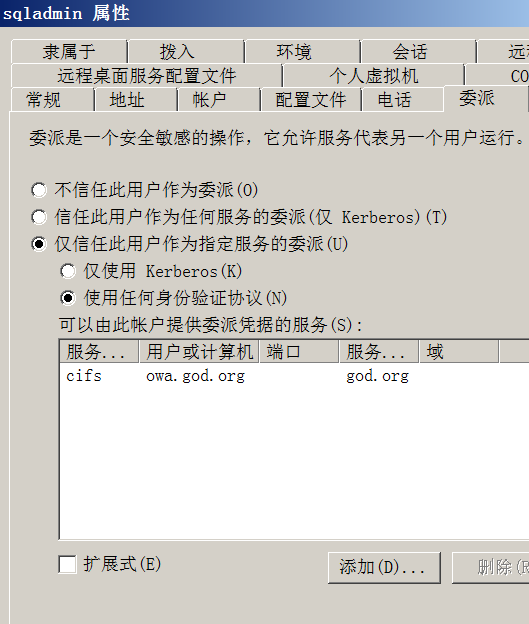 sqladmin 属性
隶属于 拨入 环境 会话 远
远程桌面服务配置文件 个人虚拟机 CO
常规 地址 帐户 配置文件 电话 委派
委派是一个安全敏感的操作，它允许服务代表另一个用户运行。
不信任此用户作为委派(O)
信任此用户作为任何服务的委派(仅 Kerberos)(T)
仅信任此用户作为指定服务的委派(U)
仅使用 Kerberos(K)
使用任何身份验证协议(N)
可以由此帐户提供委派凭据的服务(S):
服务... 用户或计算机 端口 服务... 域
cifs owa.god.org god.org
扩展式(E)
添加(D)... 删除(R